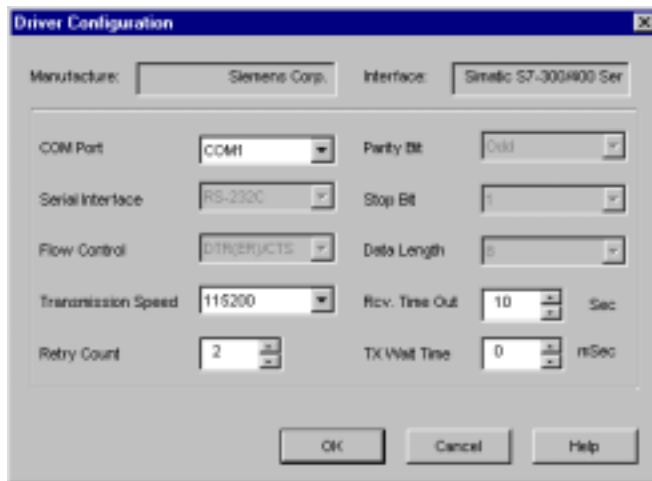 Driver Configuration
Manufacture: Siemens Corp. Interface: Simatic S7-300/400 Ser
COM Port COM1 Parity Bit Odd
Serial Interface RS-232C Stop Bit 1
Flow Control DTR(ER)/CTS Data Length 8
Transmission Speed 115200 Rcv. Time Out 10 Sec
Retry Count 2 TX Wait Time 0 mSec
OK Cancel Help